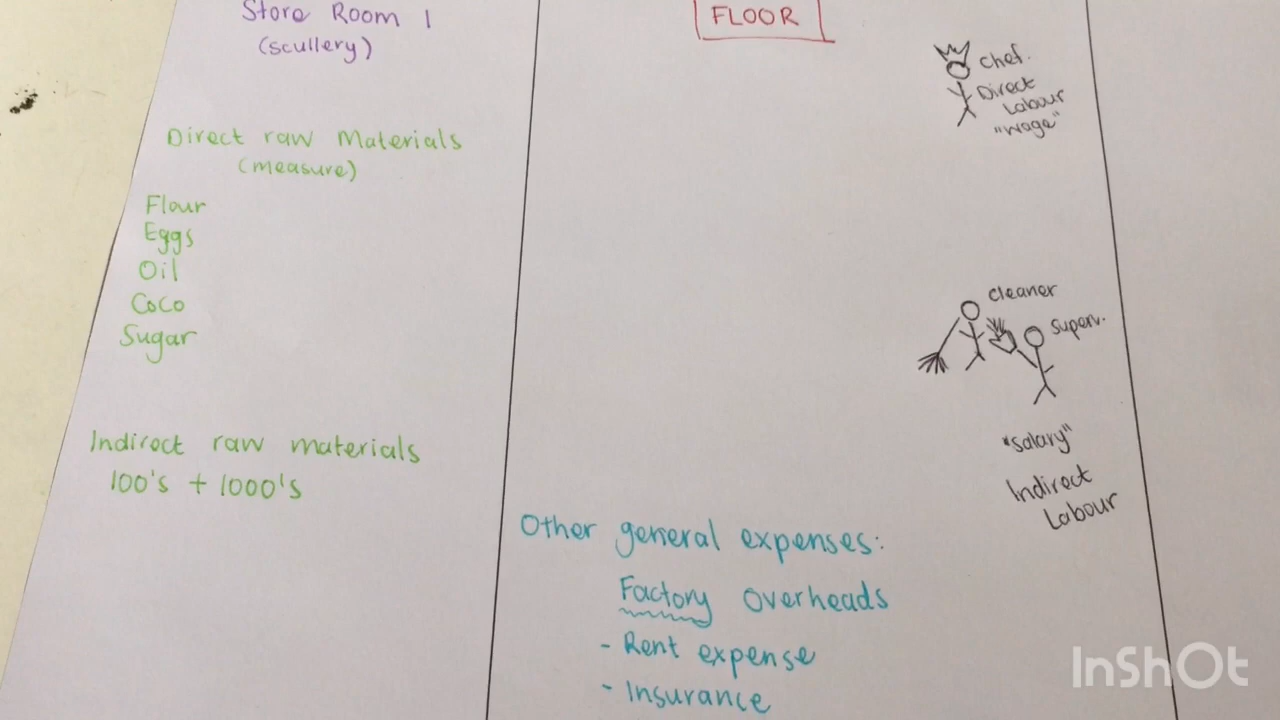 Store Room 1
(scullery)
Direct raw Materials
(measure)
Flour
Eggs
Oil
CoCo
Sugar
Indirect raw materials
100's + 1000's
FLOOR
Chef.
Direct
Labour
"wage"
cleaner
Superv.
"Salary"
Indirect
Labour
Other general expenses:
Factory overheads
- Rent expense
- Insurance
InShOt